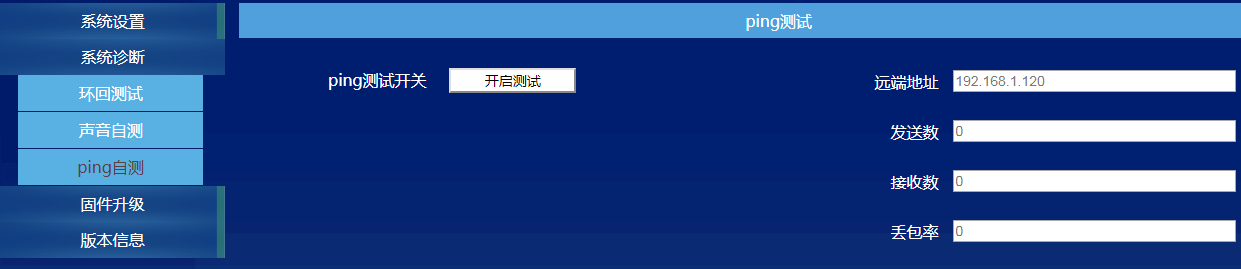 系统设置
系统诊断
环回测试
声音自测
ping自测
固件升级
版本信息
ping测试
ping测试开关 开启测试
远端地址 192.168.1.120
发送数 0
接收数 0
丢包率 0